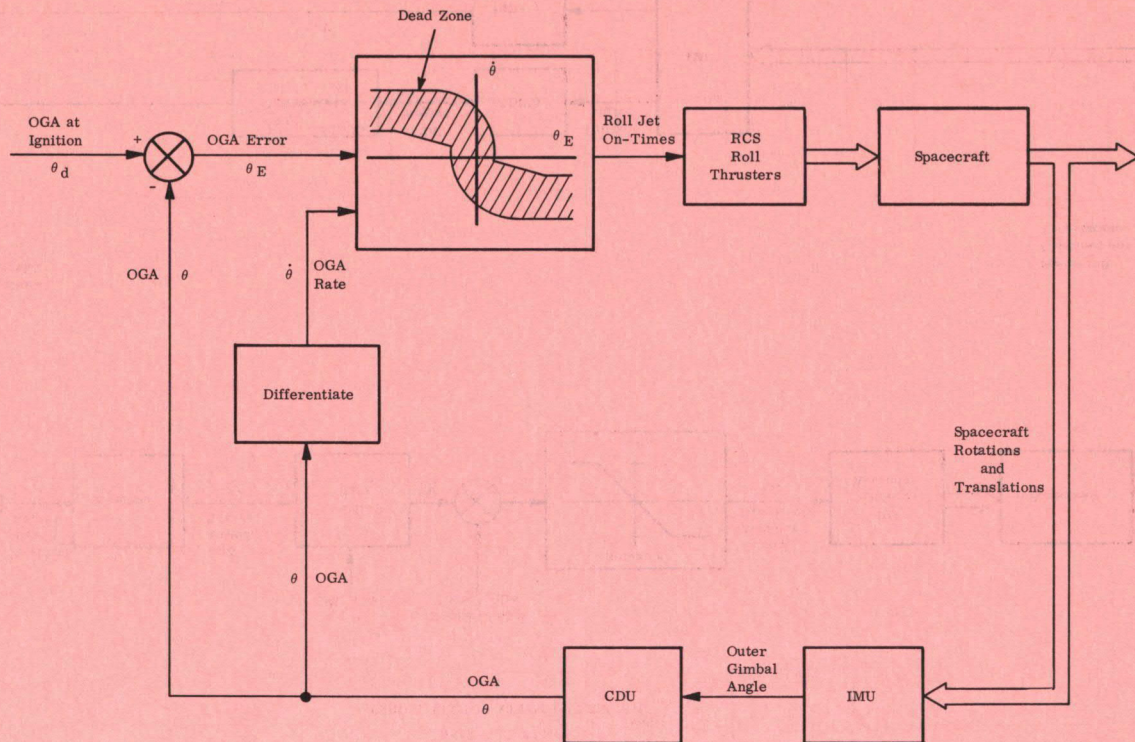 Dead Zone
θ̇
OGA at
Ignition
θd
+
-
OGA Error
θE
θE
Roll Jet
On-Times
RCS
Roll
Thrusters
Spacecraft
OGA θ
θ̇
OGA
Rate
Differentiate
Spacecraft
Rotations
and
Translations
θ OGA
OGA
θ
CDU
Outer
Gimbal
Angle
IMU